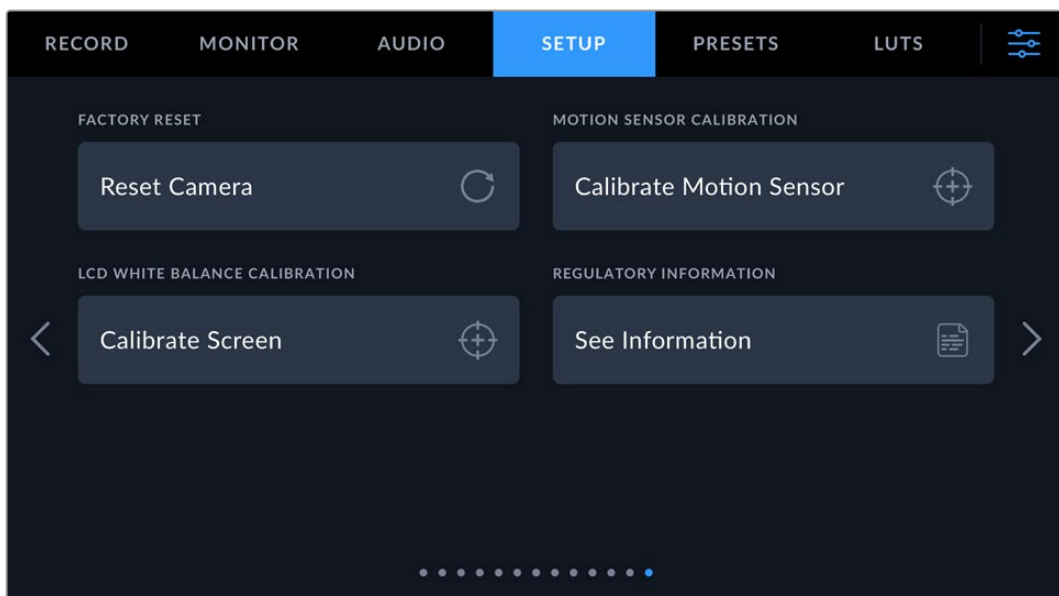 RECORD MONITOR AUDIO SETUP PRESETS LUTS
FACTORY RESET
Reset Camera
MOTION SENSOR CALIBRATION
Calibrate Motion Sensor
LCD WHITE BALANCE CALIBRATION
Calibrate Screen
REGULATORY INFORMATION
See Information